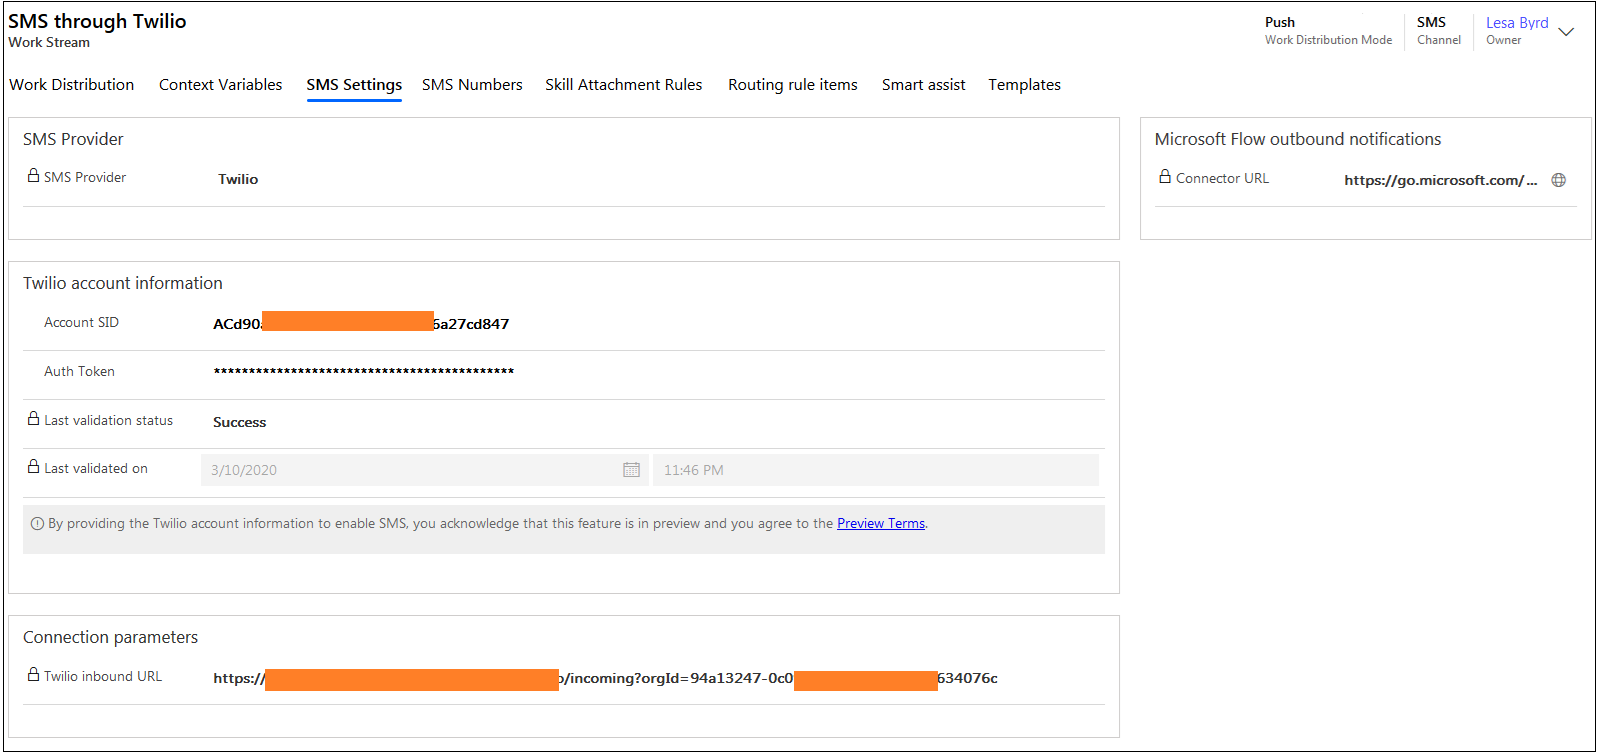 SMS through Twilio
Work Stream
Push
Work Distribution Mode
SMS
Channel
Lesa Byrd
Owner
Work Distribution
Context Variables
SMS Settings
SMS Numbers
Skill Attachment Rules
Routing rule items
Smart assist
Templates
SMS Provider
SMS Provider
Twilio
Microsoft Flow outbound notifications
Connector URL
https://go.microsoft.com/...
Twilio account information
Account SID
ACd90 6a27cd847
Auth Token
*******************************************
Last validation status
Success
Last validated on
3/10/2020
11:46 PM
By providing the Twilio account information to enable SMS, you acknowledge that this feature is in preview and you agree to the Preview Terms.
Connection parameters
Twilio inbound URL
https:// /incoming?orgId=94a13247-0c0 634076c